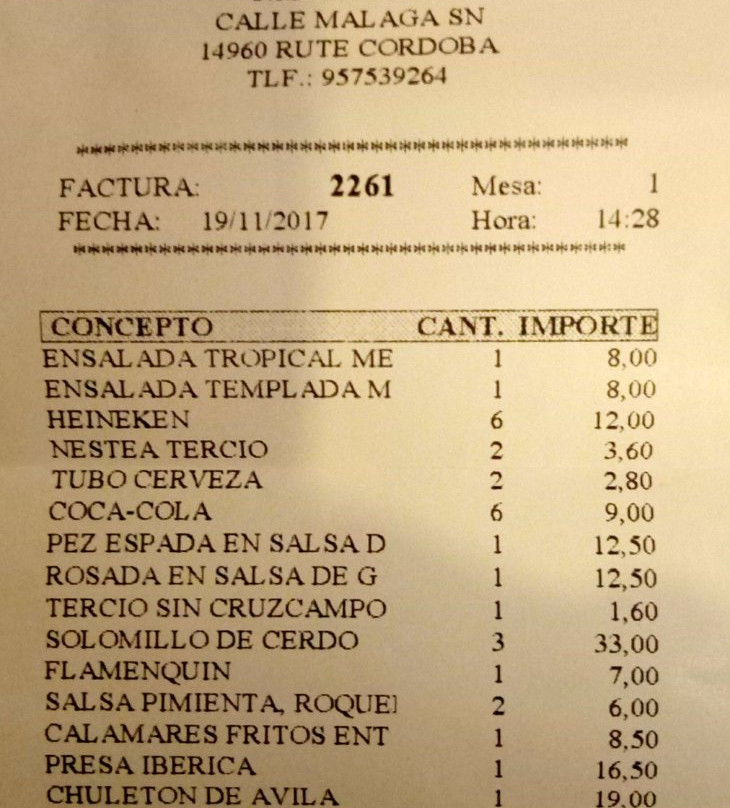 CALLE MALAGA SN
14960 RUTE CORDOBA
TLF.: 957539264
****************************************
FACTURA: 2261 Mesa: 1
FECHA: 19/11/2017 Hora: 14:28
****************************************
CONCEPTO CANT. IMPORTE
ENSALADA TROPICAL ME 1 8,00
ENSALADA TEMPLADA M 1 8,00
HEINEKEN 6 12,00
NESTEA TERCIO 2 3,60
TUBO CERVEZA 2 2,80
COCA-COLA 6 9,00
PEZ ESPADA EN SALSA D 1 12,50
ROSADA EN SALSA DE G 1 12,50
TERCIO SIN CRUZCAMPO 1 1,60
SOLOMILLO DE CERDO 3 33,00
FLAMENQUIN 1 7,00
SALSA PIMIENTA, ROQUE 2 6,00
CALAMARES FRITOS ENT 1 8,50
PRESA IBERICA 1 16,50
CHULETON DE AVILA 1 19,00